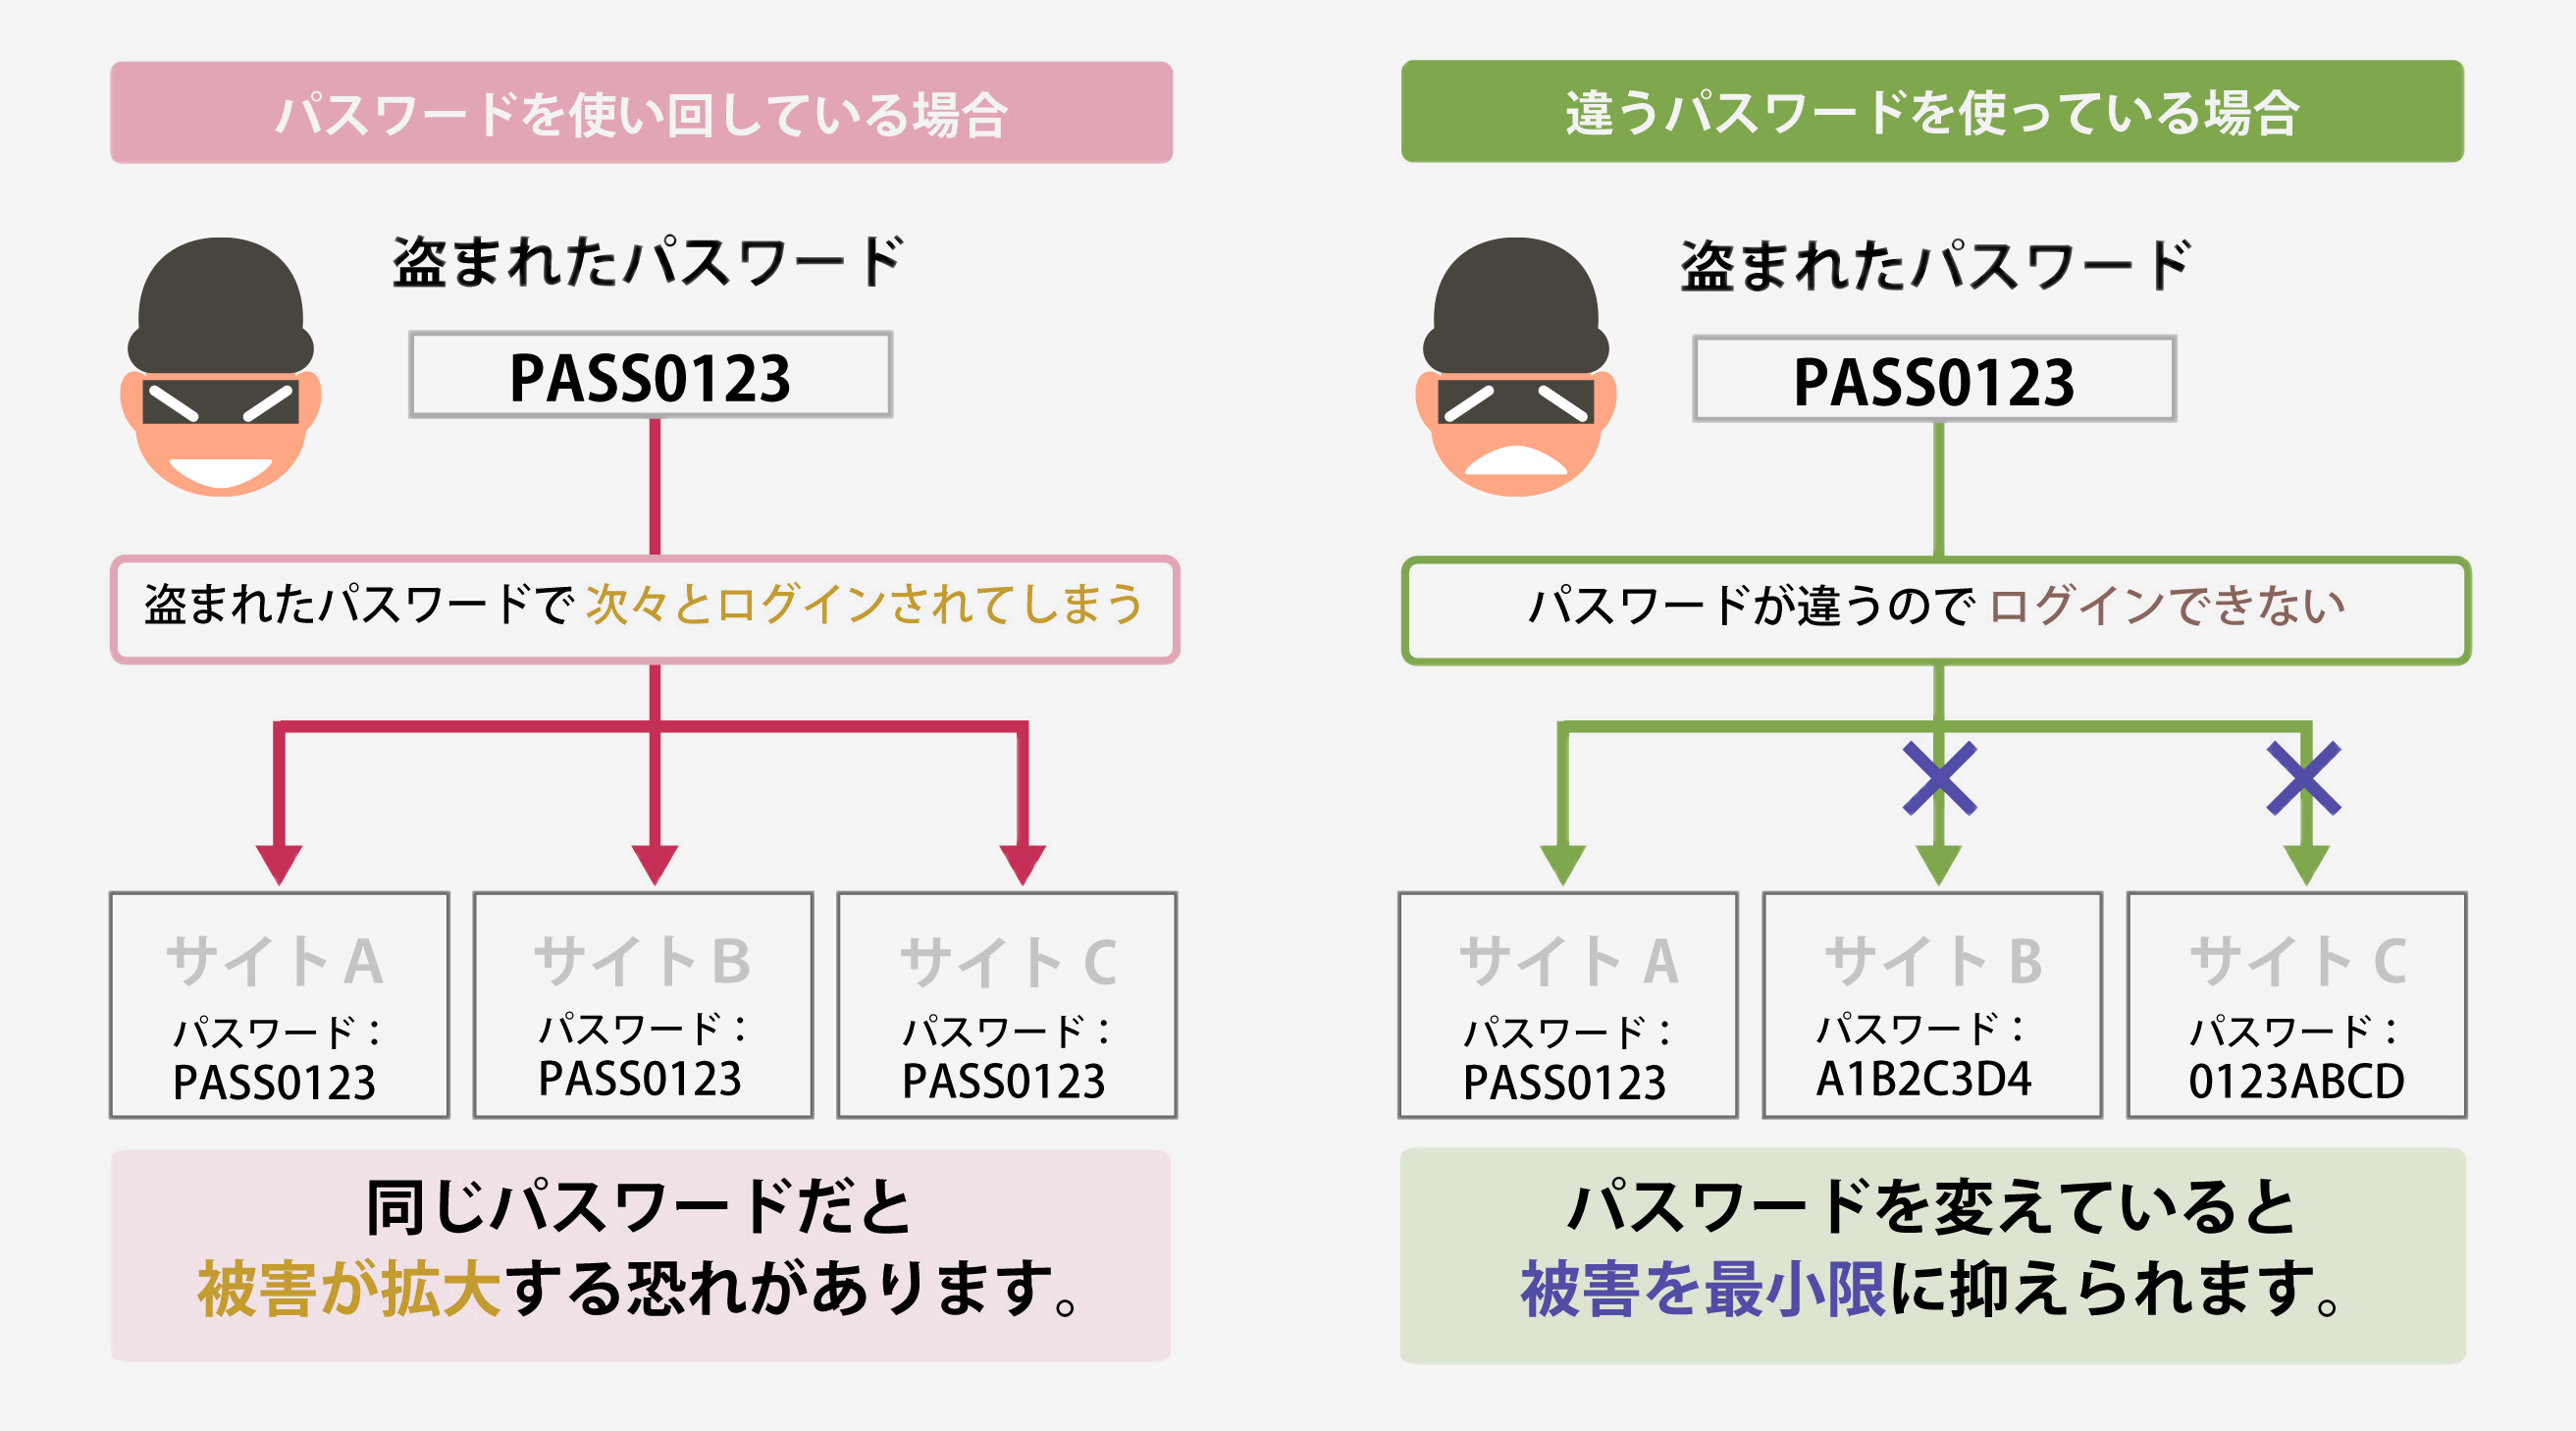 パスワードを使い回している場合
盗まれたパスワード
PASS0123
盗まれたパスワードで 次々とログインされてしまう
サイト A
パスワード：
PASS0123
サイト B
パスワード：
PASS0123
サイト C
パスワード：
PASS0123
同じパスワードだと
被害が拡大する恐れがあります。
違うパスワードを使っている場合
盗まれたパスワード
PASS0123
パスワードが違うので ログインできない
サイト A
パスワード：
PASS0123
サイト B
パスワード：
A1B2C3D4
サイト C
パスワード：
0123ABCD
パスワードを変えていると
被害を最小限に抑えられます。